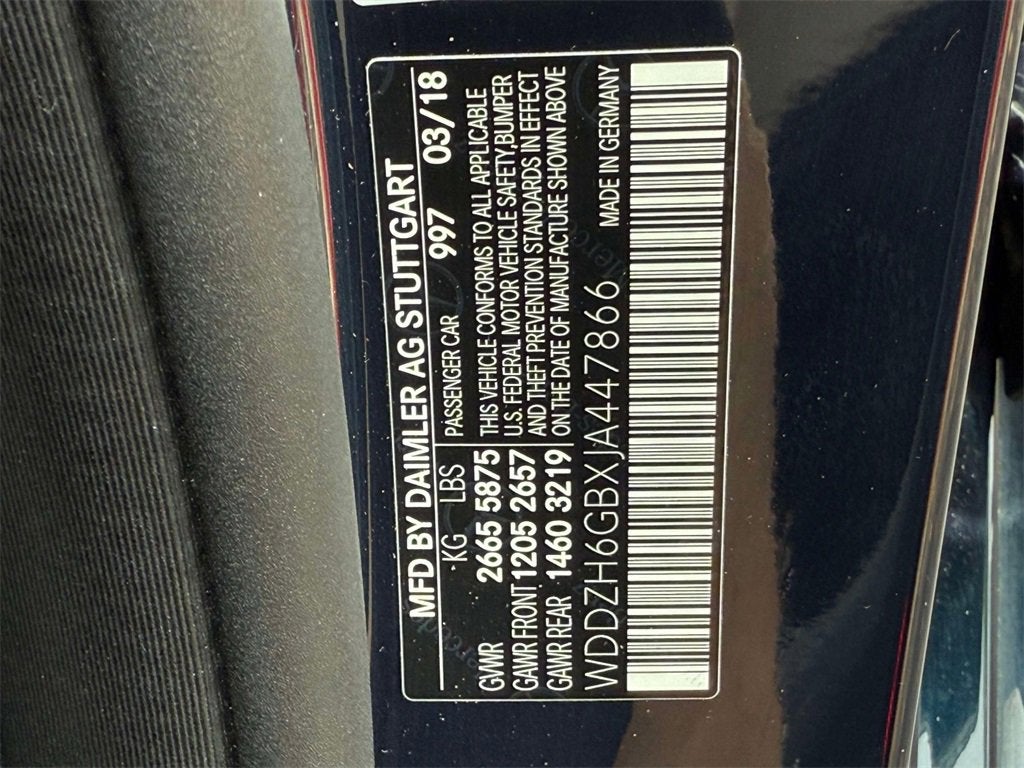 MFD BY DAIMLER AG STUTTGART
KG LBS PASSENGER CAR 997 03/18
GVWR 2665 5875 THIS VEHICLE CONFORMS TO ALL APPLICABLE
GAWR FRONT 1205 2657 U.S. FEDERAL MOTOR VEHICLE SAFETY, BUMPER
AND THEFT PREVENTION STANDARDS IN EFFECT
GAWR REAR 1460 3219 ON THE DATE OF MANUFACTURE SHOWN ABOVE
WDDZH6GBXJA447866 MADE IN GERMANY